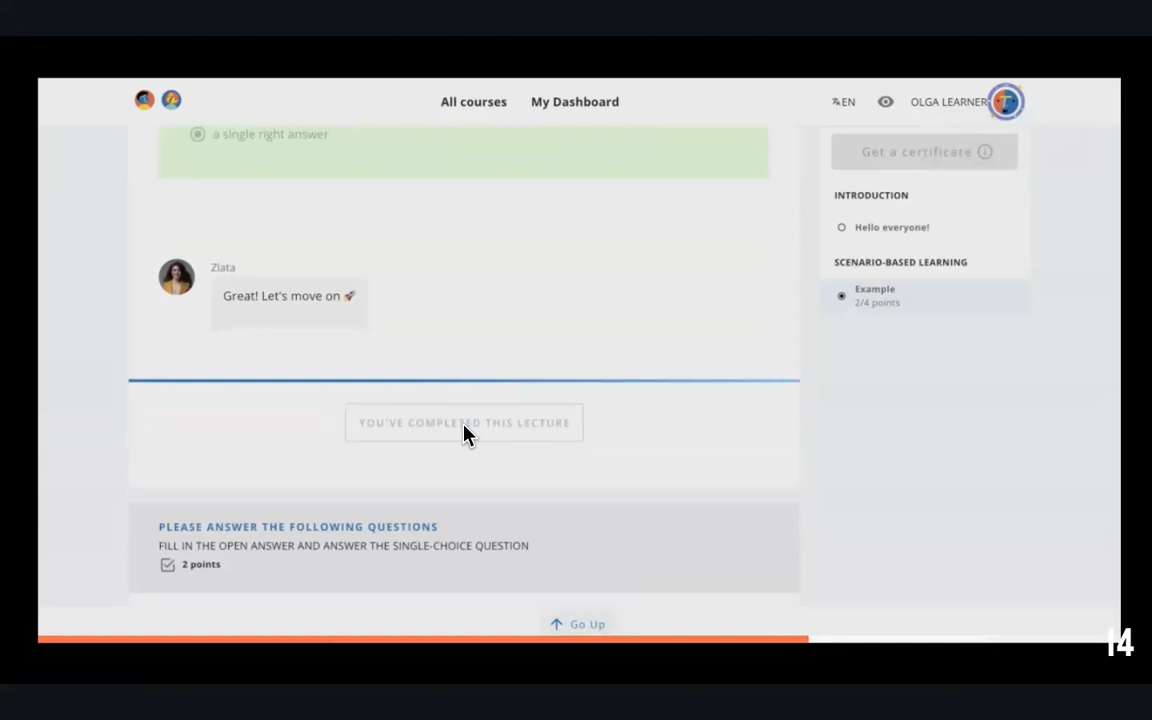 All courses
My Dashboard
EN
OLGA LEARNER
a single right answer
Get a certificate
INTRODUCTION
Hello everyone!
SCENARIO-BASED LEARNING
Example
2/4 points
Zlata
Great! Let's move on 🚀
YOU'VE COMPLETED THIS LECTURE
PLEASE ANSWER THE FOLLOWING QUESTIONS
FILL IN THE OPEN ANSWER AND ANSWER THE SINGLE-CHOICE QUESTION
2 points
Go Up
14